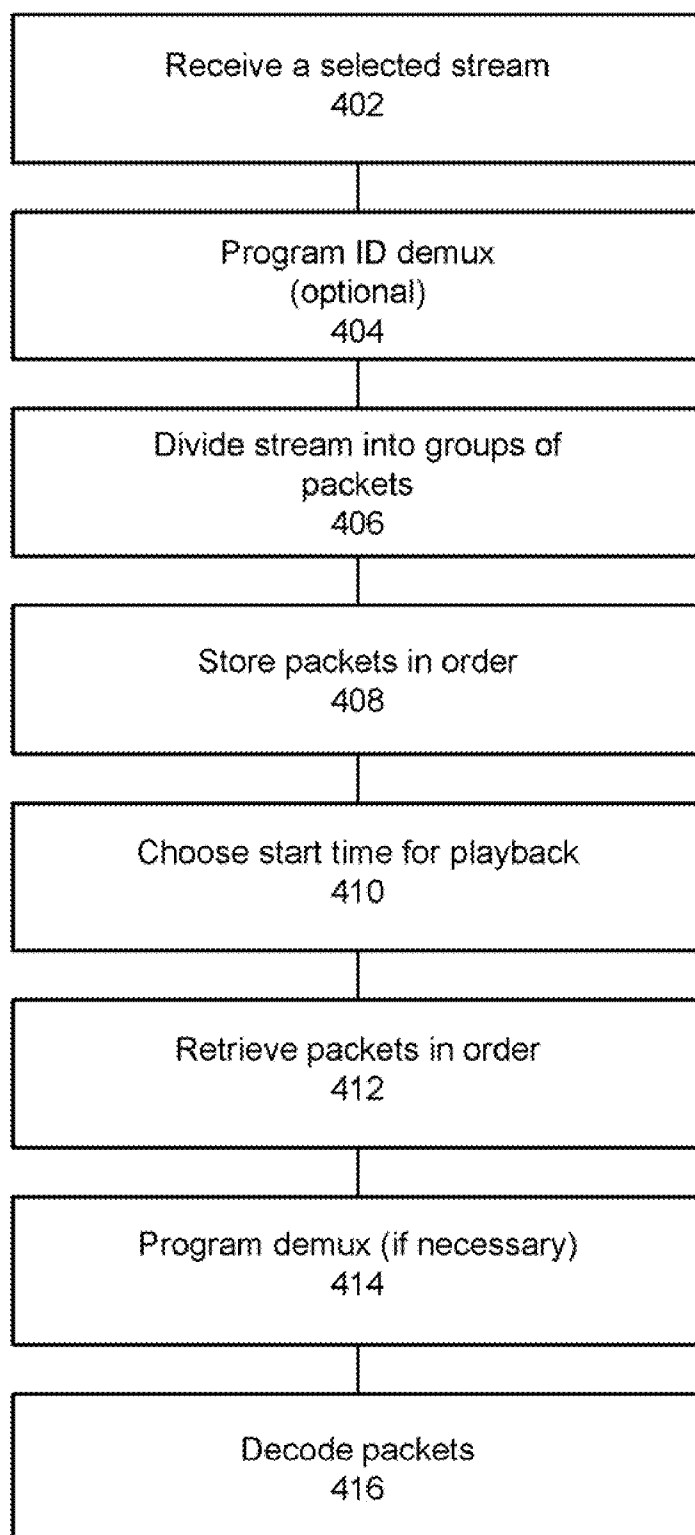 Receive a selected stream
402
Program ID demux
(optional)
404
Divide stream into groups of
packets
406
Store packets in order
408
Choose start time for playback
410
Retrieve packets in order
412
Program demux (if necessary)
414
Decode packets
416